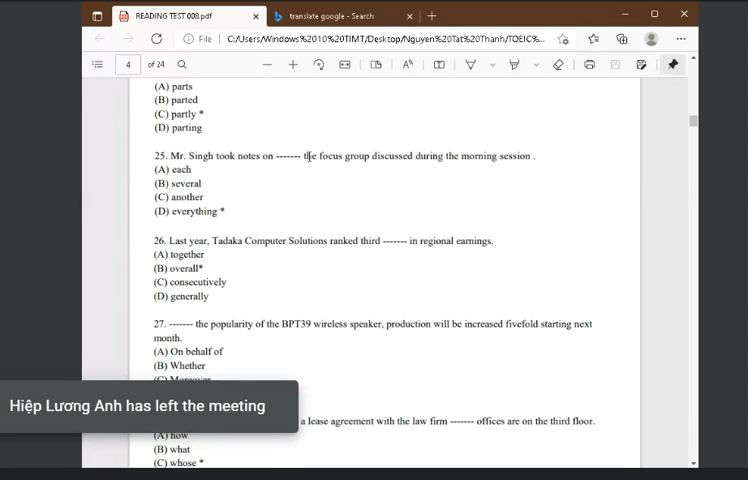 READING TEST 008.pdf
translate google - Search
File
C:/Users/Windows%2010%20TIMT/Desktop/Nguyen%20Tat%20Thanh/TOEIC%...
4 of 24
(A) parts
(B) parted
(C) partly *
(D) parting
25. Mr. Singh took notes on ------- the focus group discussed during the morning session .
(A) each
(B) several
(C) another
(D) everything *
26. Last year, Tadaka Computer Solutions ranked third ------- in regional earnings.
(A) together
(B) overall*
(C) consecutively
(D) generally
27. ------- the popularity of the BPT39 wireless speaker, production will be increased fivefold starting next
month.
(A) On behalf of
(B) Whether
(C) Moreover
Hiệp Lương Anh has left the meeting
a lease agreement with the law firm ------- offices are on the third floor.
(A) how
(B) what
(C) whose *